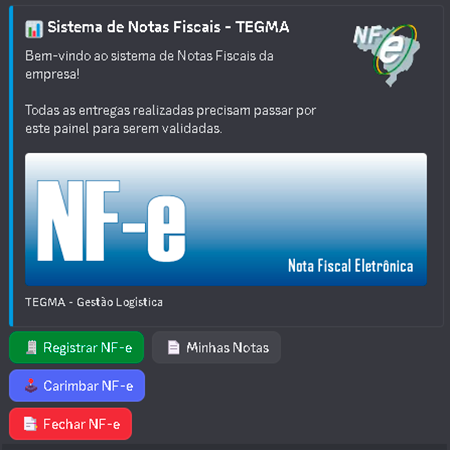 Sistema de Notas Fiscais - TEGMA
NFe
Bem-vindo ao sistema de Notas Fiscais da
empresa!
Todas as entregas realizadas precisam passar por
este painel para serem validadas.
NF-e
Nota Fiscal Eletrônica
TEGMA - Gestão Logística
Registrar NF-e
Minhas Notas
Carimbar NF-e
Fechar NF-e